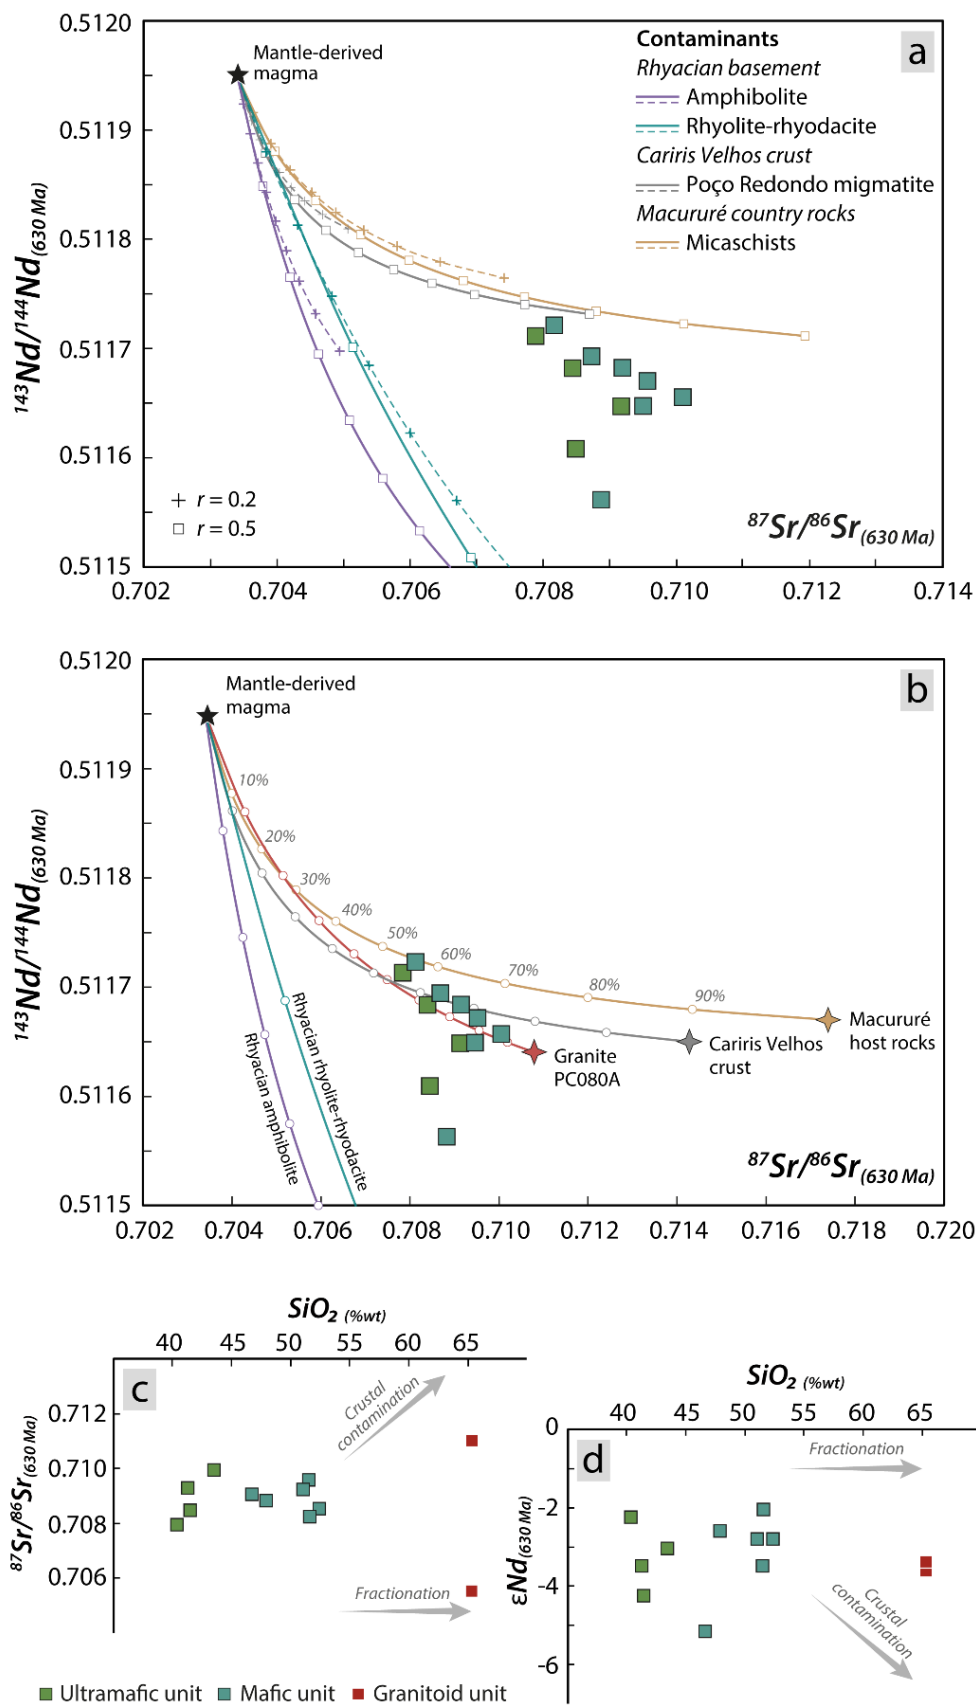 a
0.5120
0.5119
0.5118
0.5117
0.5116
0.5115
143Nd/144Nd(630 Ma)
Mantle-derived
magma
Contaminants
Rhyacian basement
Amphibolite
Rhyolite-rhyodacite
Cariris Velhos crust
Poço Redondo migmatite
Macururé country rocks
Micaschists
r = 0.2
r = 0.5
87Sr/86Sr(630 Ma)
0.702 0.704 0.706 0.708 0.710 0.712 0.714
b
0.5120
0.5119
0.5118
0.5117
0.5116
0.5115
143Nd/144Nd(630 Ma)
Mantle-derived
magma
10%
20%
30%
40%
50%
60%
70%
80%
90%
Macururé
host rocks
Cariris Velhos
crust
Granite
PC080A
Rhyacian rhyolite-rhyodacite
Rhyacian amphibolite
87Sr/86Sr(630 Ma)
0.702 0.704 0.706 0.708 0.710 0.712 0.714 0.716 0.718 0.720
SiO2 (%wt)
40 45 50 55 60 65
c
0.712
0.710
0.708
0.706
87Sr/86Sr(630 Ma)
Crustal
contamination
Fractionation
SiO2 (%wt)
40 45 50 55 60 65
d
0
-2
-4
-6
εNd(630 Ma)
Fractionation
Crustal
contamination
Ultramafic unit Mafic unit Granitoid unit